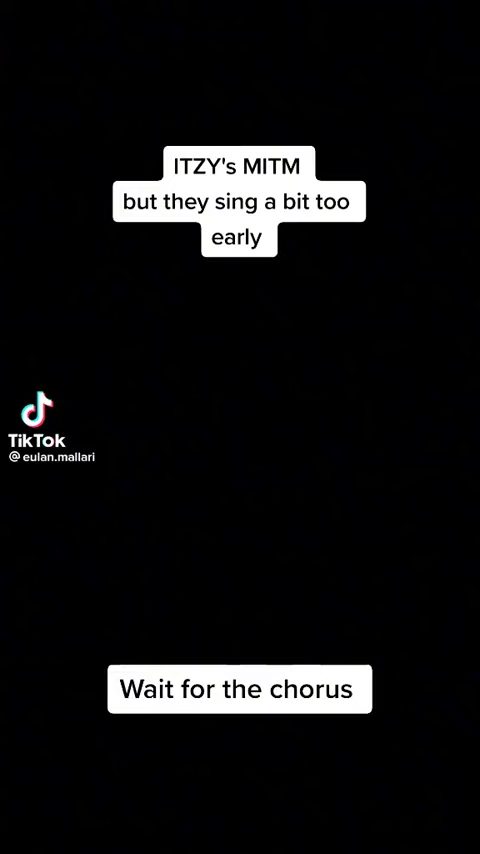 ITZY's MITM
but they sing a bit too
early
TikTok
@eulan.mallari
Wait for the chorus